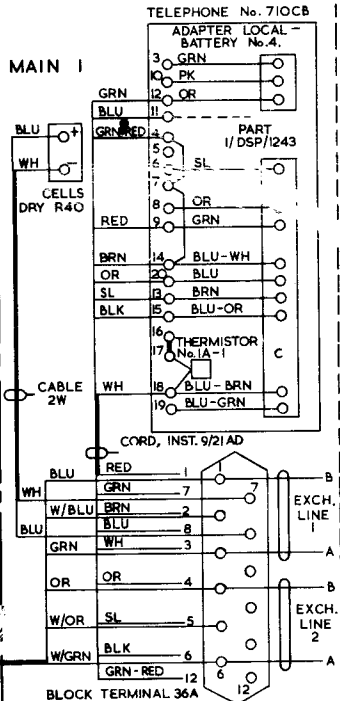 TELEPHONE No. 710CB
ADAPTER LOCAL-
BATTERY No.4.
MAIN 1
3 GRN
10 PK
GRN 12 OR
BLU 11
GRN-RED 4
5
6 SL
7
8 OR
RED 9 GRN
PART
1/DSP/1243
BLU +
WH -
CELLS
DRY R40
BRN 14 BLU-WH
OR 20 BLU
SL 13 BRN
BLK 15 BLU-OR
16
17 THERMISTOR
No.1A-1
C
CABLE
2W
WH 18 BLU-BRN
19 BLU-GRN
CORD, INST. 9/21AD
BLU RED 1 1 B
WH GRN 7 7
W/BLU BRN 2
BLU BLU 8
GRN WH 3 A
EXCH.
LINE
1
OR OR 4 B
W/OR SL 5
EXCH.
LINE
2
W/GRN BLK 6 6 A
GRN-RED 12 12
BLOCK TERMINAL 36A